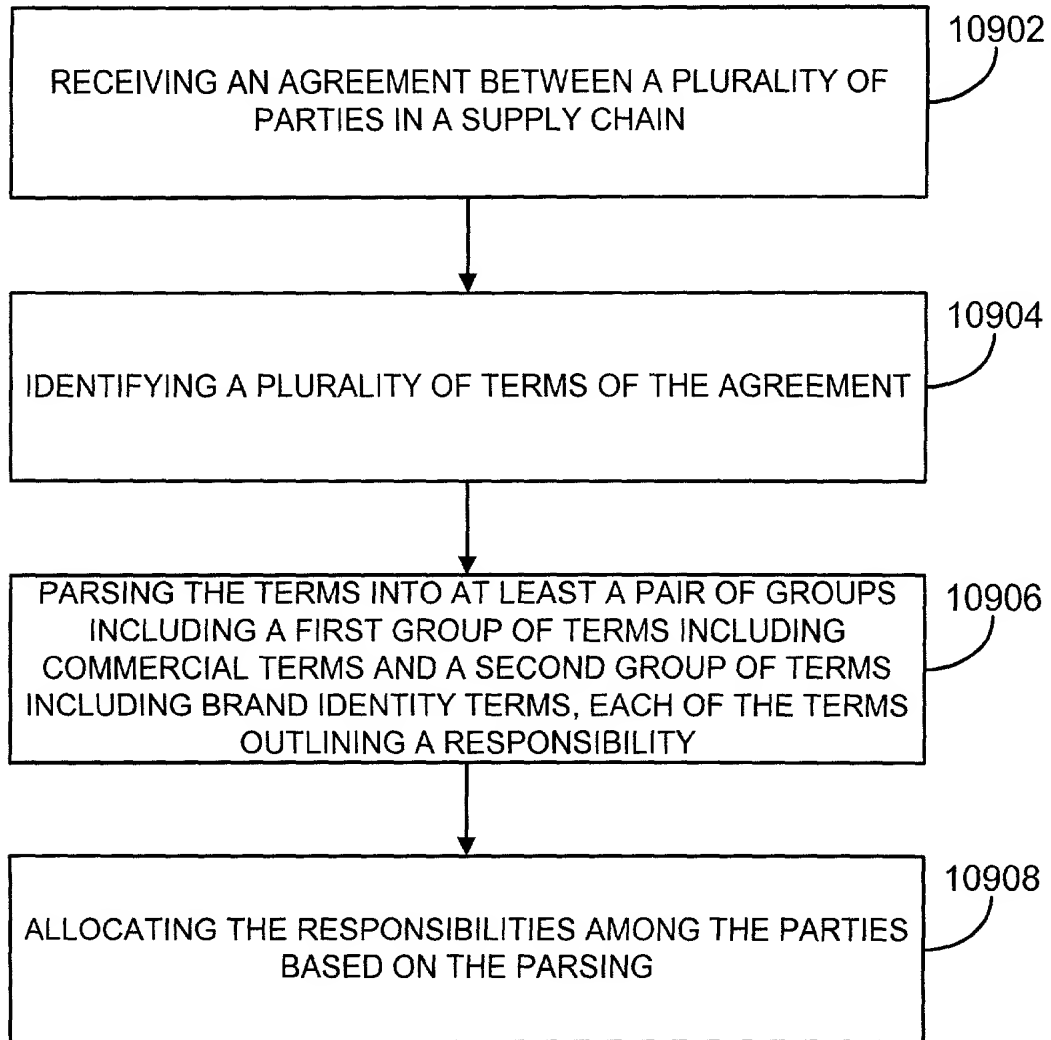 10902
RECEIVING AN AGREEMENT BETWEEN A PLURALITY OF
PARTIES IN A SUPPLY CHAIN
10904
IDENTIFYING A PLURALITY OF TERMS OF THE AGREEMENT
10906
PARSING THE TERMS INTO AT LEAST A PAIR OF GROUPS
INCLUDING A FIRST GROUP OF TERMS INCLUDING
COMMERCIAL TERMS AND A SECOND GROUP OF TERMS
INCLUDING BRAND IDENTITY TERMS, EACH OF THE TERMS
OUTLINING A RESPONSIBILITY
10908
ALLOCATING THE RESPONSIBILITIES AMONG THE PARTIES
BASED ON THE PARSING